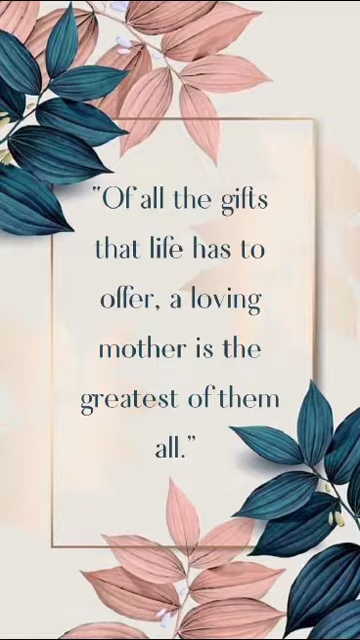 "Of all the gifts
that life has to
offer, a loving
mother is the
greatest of them
all."